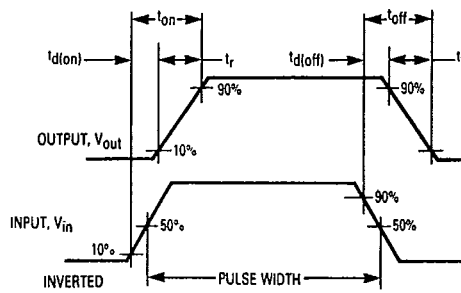 ton
toff
td(on)
tr
td(off)
t
90%
90%
OUTPUT, Vout
10%
INPUT, Vin
90%
50%
50%
10%
INVERTED
PULSE WIDTH